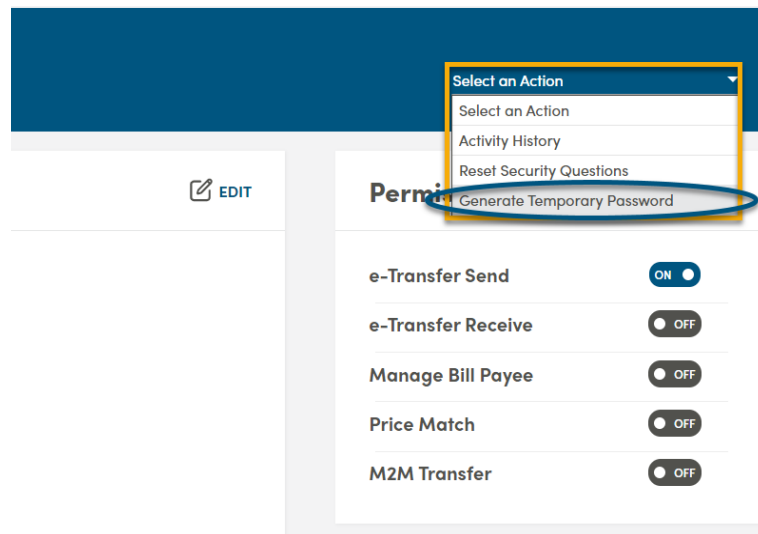 Select an Action
Select an Action
Activity History
Reset Security Questions
Generate Temporary Password
EDIT
e-Transfer Send
ON
e-Transfer Receive
OFF
Manage Bill Payee
OFF
Price Match
OFF
M2M Transfer
OFF